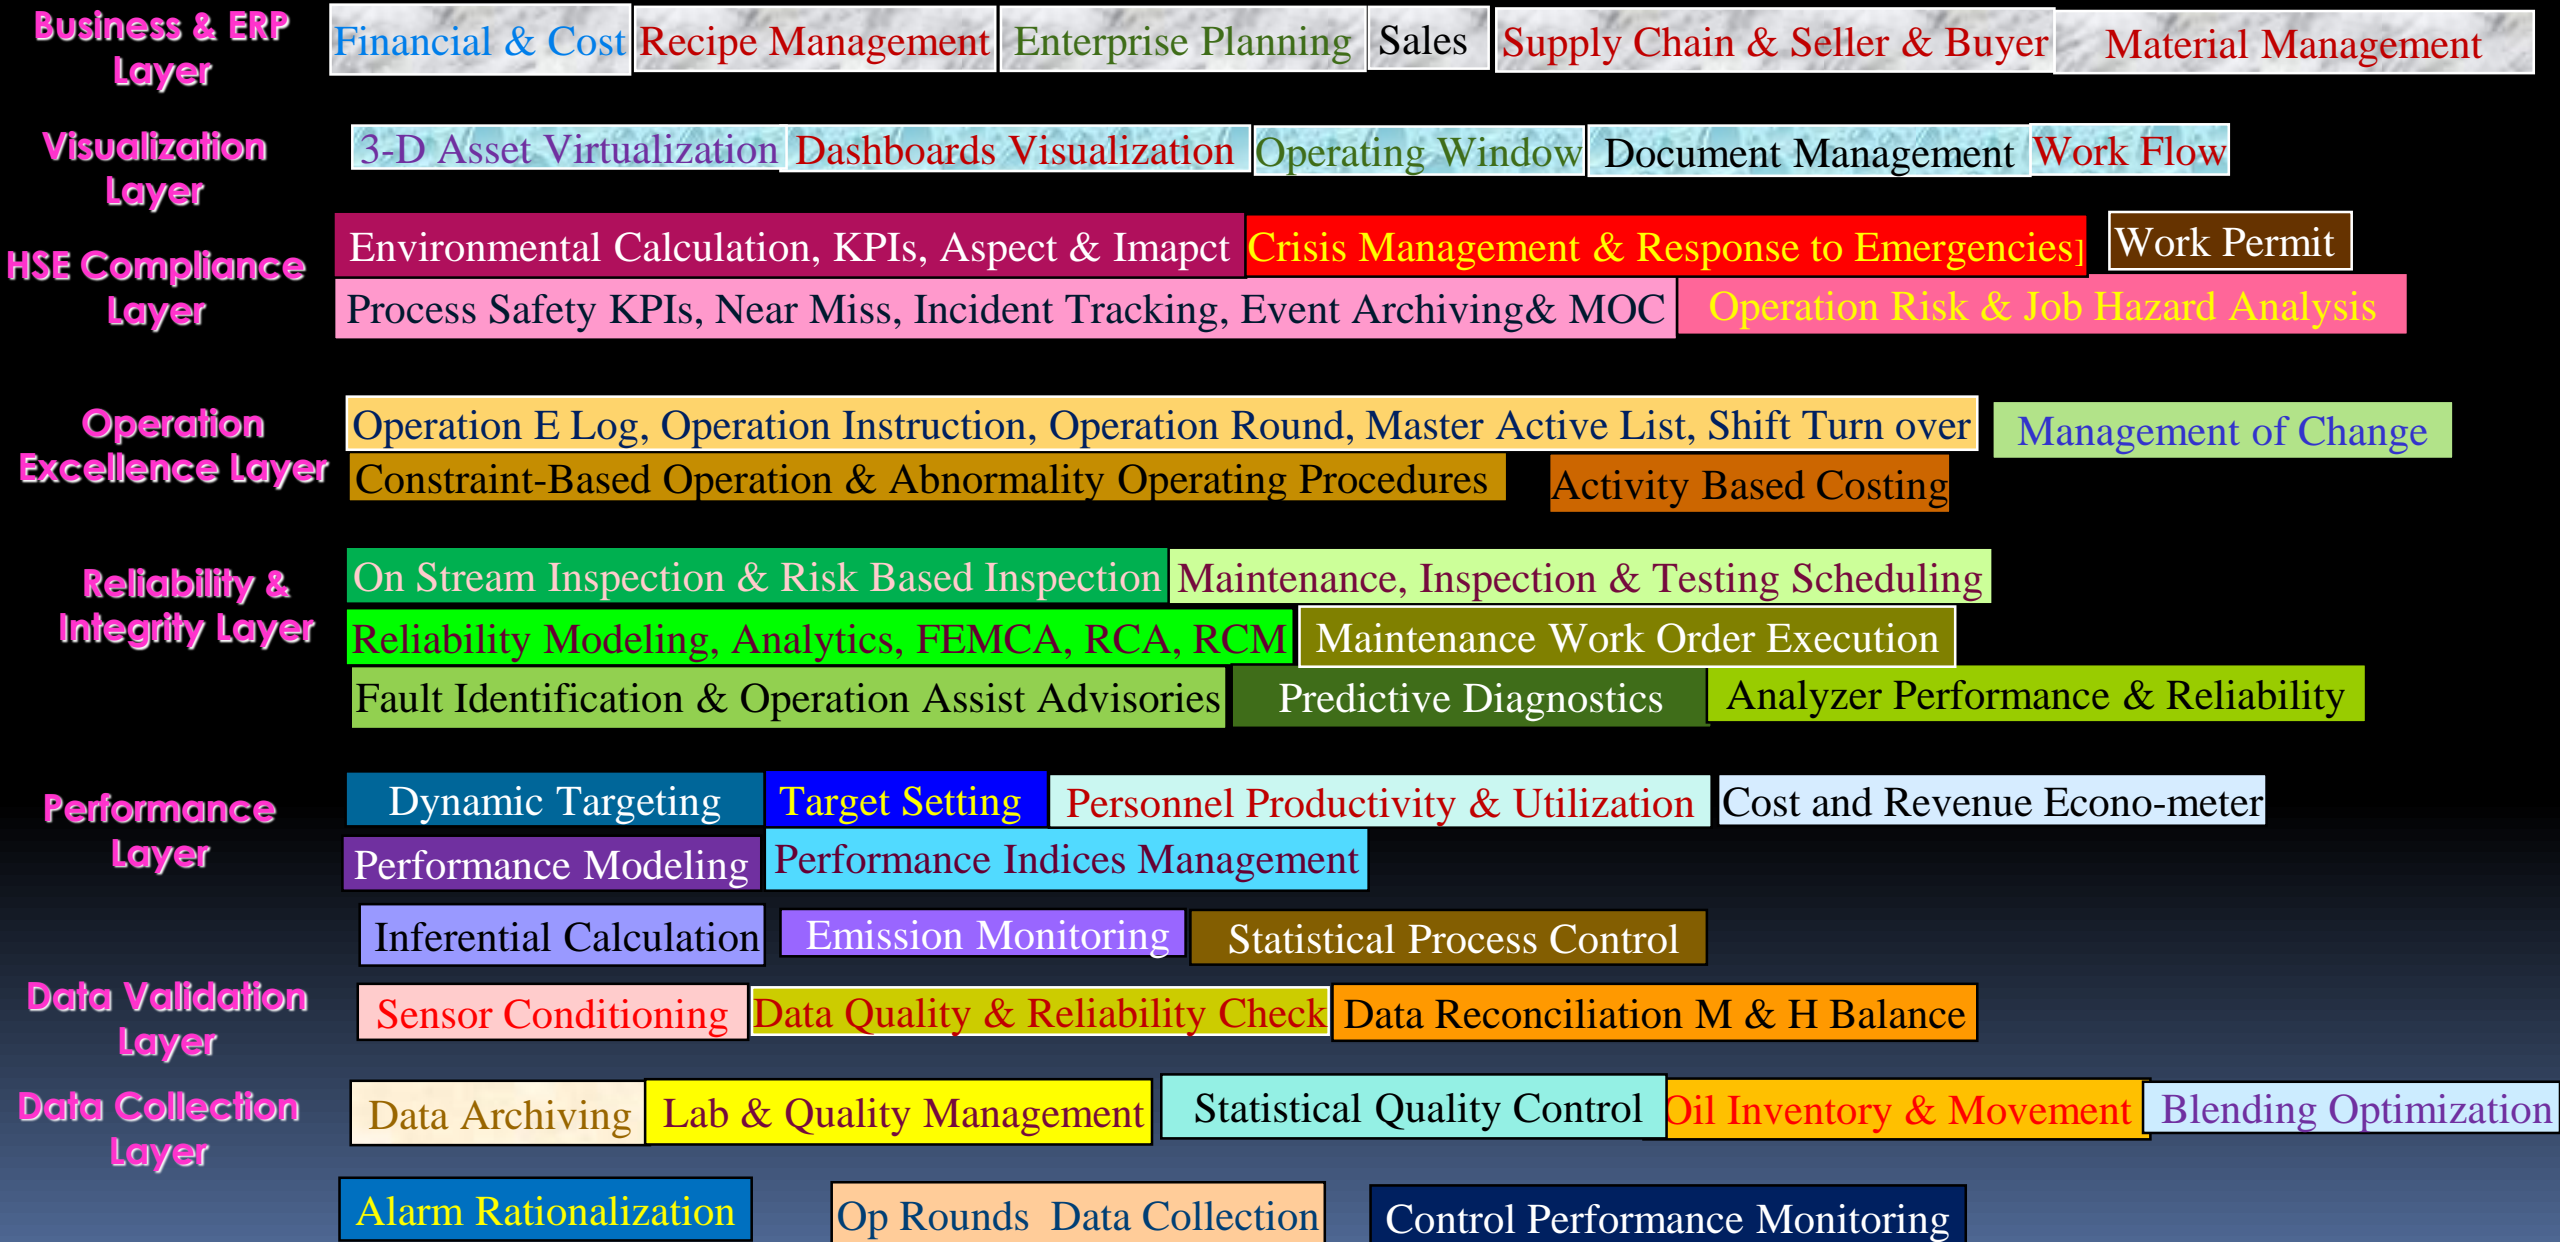 Business & ERP
Layer
Financial & Cost
Recipe Management
Enterprise Planning
Sales
Supply Chain & Seller & Buyer
Material Management
Visualization
Layer
3-D Asset Virtualization
Dashboards Visualization
Operating Window
Document Management
Work Flow
HSE Compliance
Layer
Environmental Calculation, KPIs, Aspect & Imapct
Crisis Management & Response to Emergencies]
Work Permit
Process Safety KPIs, Near Miss, Incident Tracking, Event Archiving& MOC
Operation Risk & Job Hazard Analysis
Operation
Excellence Layer
Operation E Log, Operation Instruction, Operation Round, Master Active List, Shift Turn over
Management of Change
Constraint-Based Operation & Abnormality Operating Procedures
Activity Based Costing
Reliability &
Integrity Layer
On Stream Inspection & Risk Based Inspection
Maintenance, Inspection & Testing Scheduling
Reliability Modeling, Analytics, FEMCA, RCA, RCM
Maintenance Work Order Execution
Fault Identification & Operation Assist Advisories
Predictive Diagnostics
Analyzer Performance & Reliability
Performance
Layer
Dynamic Targeting
Target Setting
Personnel Productivity & Utilization
Cost and Revenue Econo-meter
Performance Modeling
Performance Indices Management
Inferential Calculation
Emission Monitoring
Statistical Process Control
Data Validation
Layer
Sensor Conditioning
Data Quality & Reliability Check
Data Reconciliation M & H Balance
Data Collection
Layer
Data Archiving
Lab & Quality Management
Statistical Quality Control
Oil Inventory & Movement
Blending Optimization
Alarm Rationalization
Op Rounds Data Collection
Control Performance Monitoring